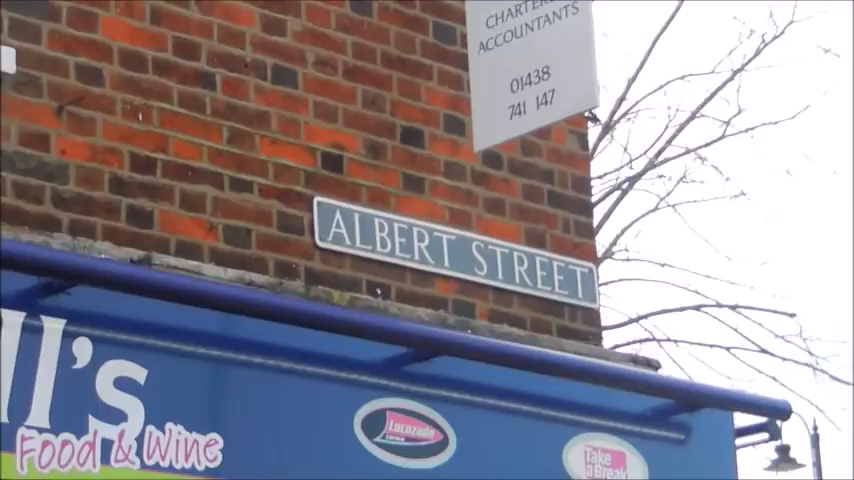 CHARTERED
ACCOUNTANTS
01438
741 147
ALBERT STREET
ll's
Food & Wine
Lucozade
Take
a Break